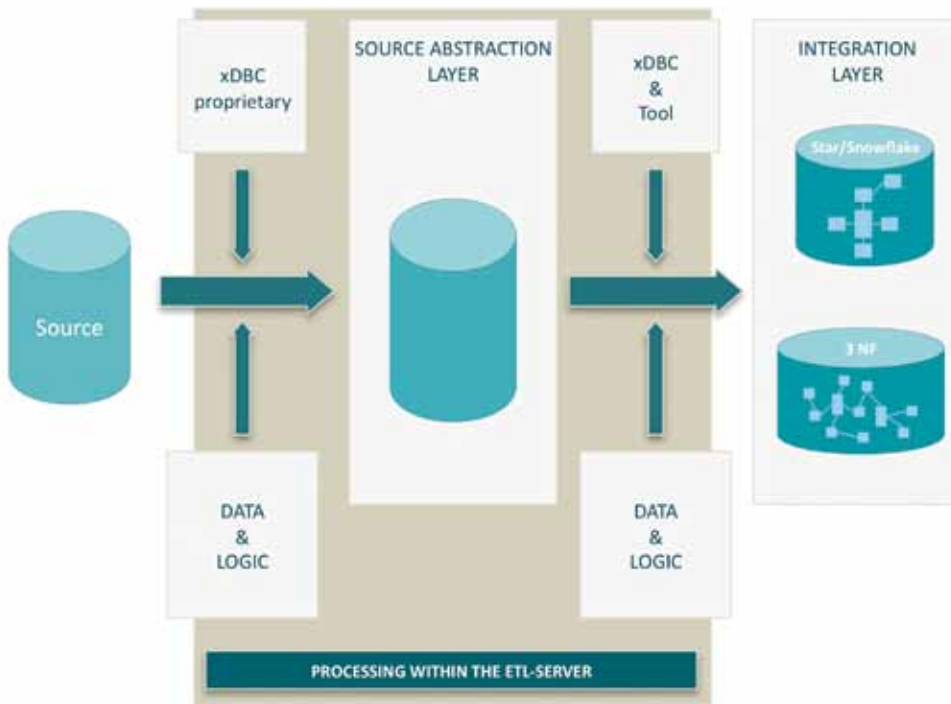 xDBC
proprietary
SOURCE ABSTRACTION
LAYER
xDBC
&
Tool
INTEGRATION
LAYER
Star/Snowflake
Source
3 NF
DATA
&
LOGIC
DATA
&
LOGIC
PROCESSING WITHIN THE ETL-SERVER